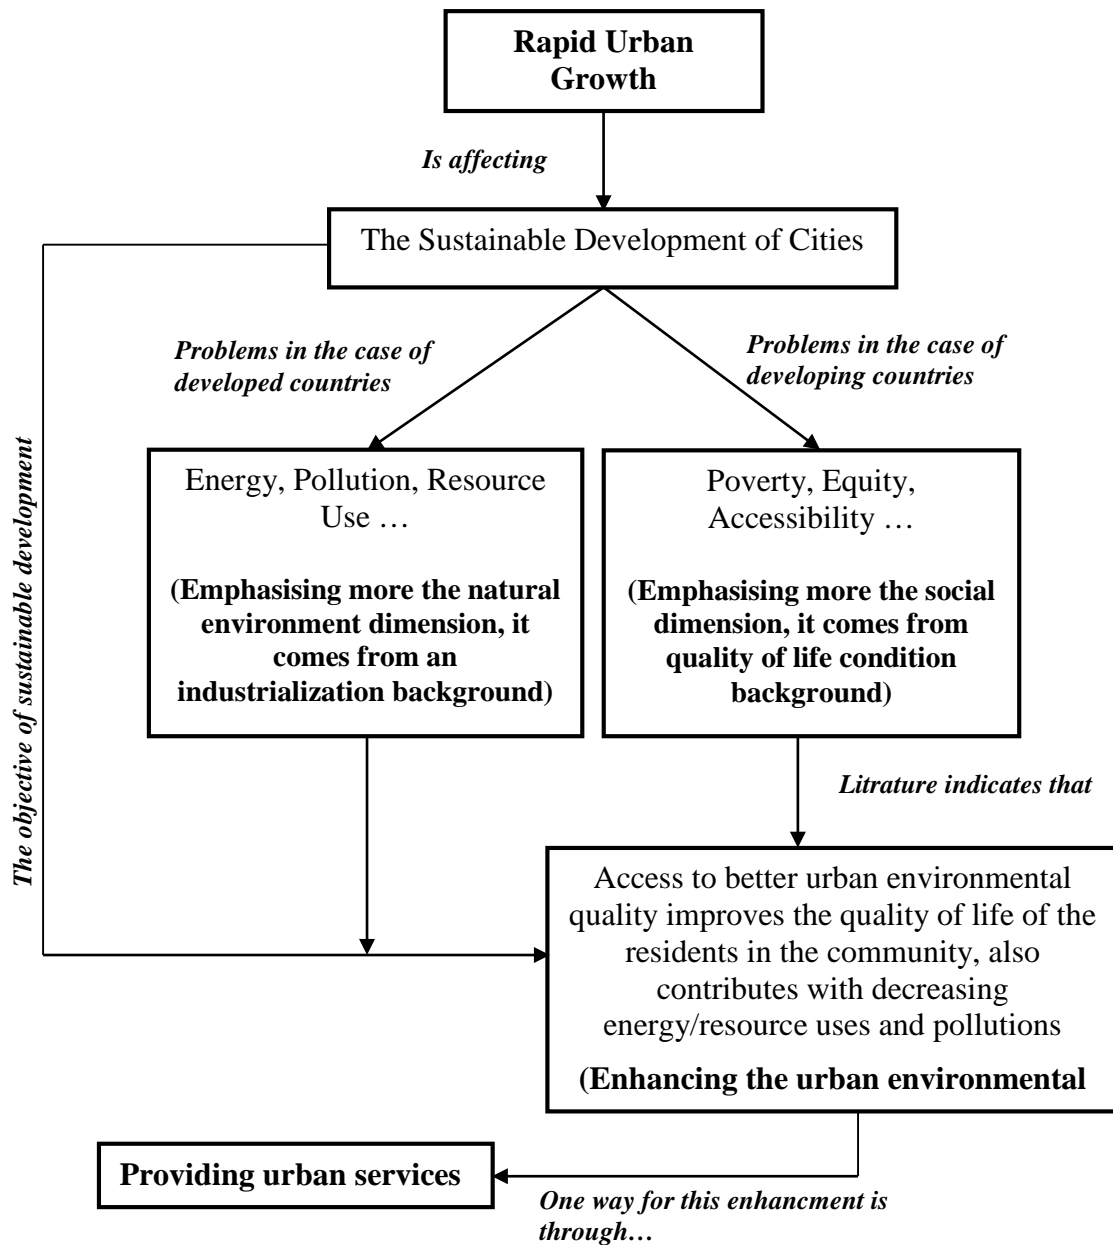 Rapid Urban
Growth
Is affecting
The Sustainable Development of Cities
Problems in the case of
developed countries
Problems in the case of
developing countries
The objective of sustainable development
Energy, Pollution, Resource
Use …
(Emphasising more the natural
environment dimension, it
comes from an
industrialization background)
Poverty, Equity,
Accessibility …
(Emphasising more the social
dimension, it comes from
quality of life condition
background)
Litrature indicates that
Access to better urban environmental
quality improves the quality of life of the
residents in the community, also
contributes with decreasing
energy/resource uses and pollutions
(Enhancing the urban environmental
Providing urban services
One way for this enhancment is
through…